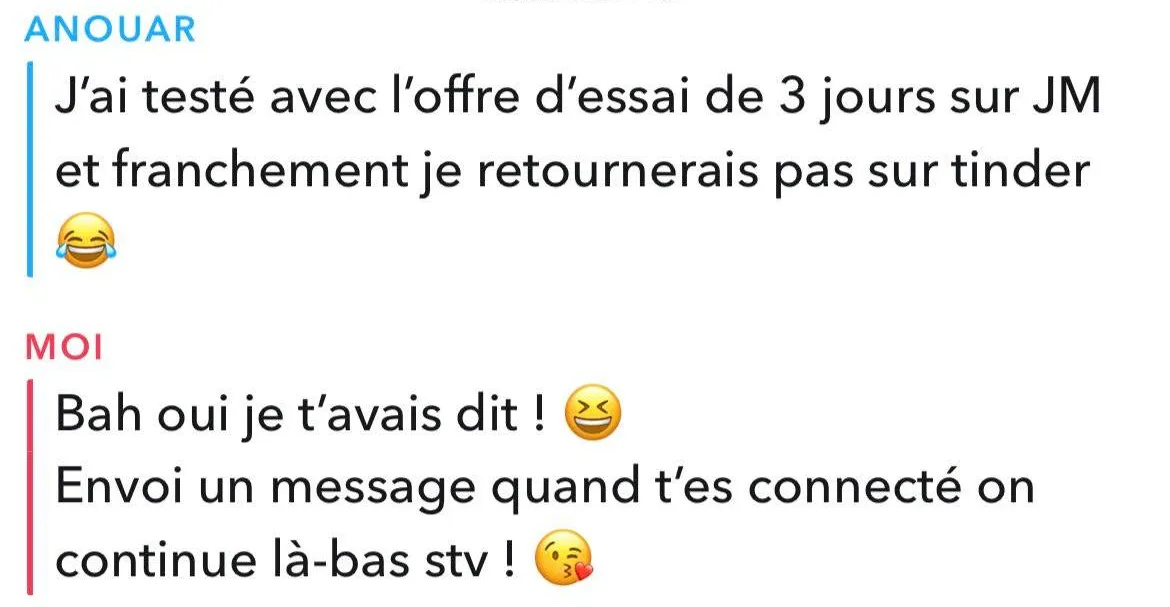 ANOUAR
J’ai testé avec l’offre d’essai de 3 jours sur JM
et franchement je retournerais pas sur tinder
😂
MOI
Bah oui je t’avais dit ! 😆
Envoi un message quand t’es connecté on
continue là-bas stv ! 😘